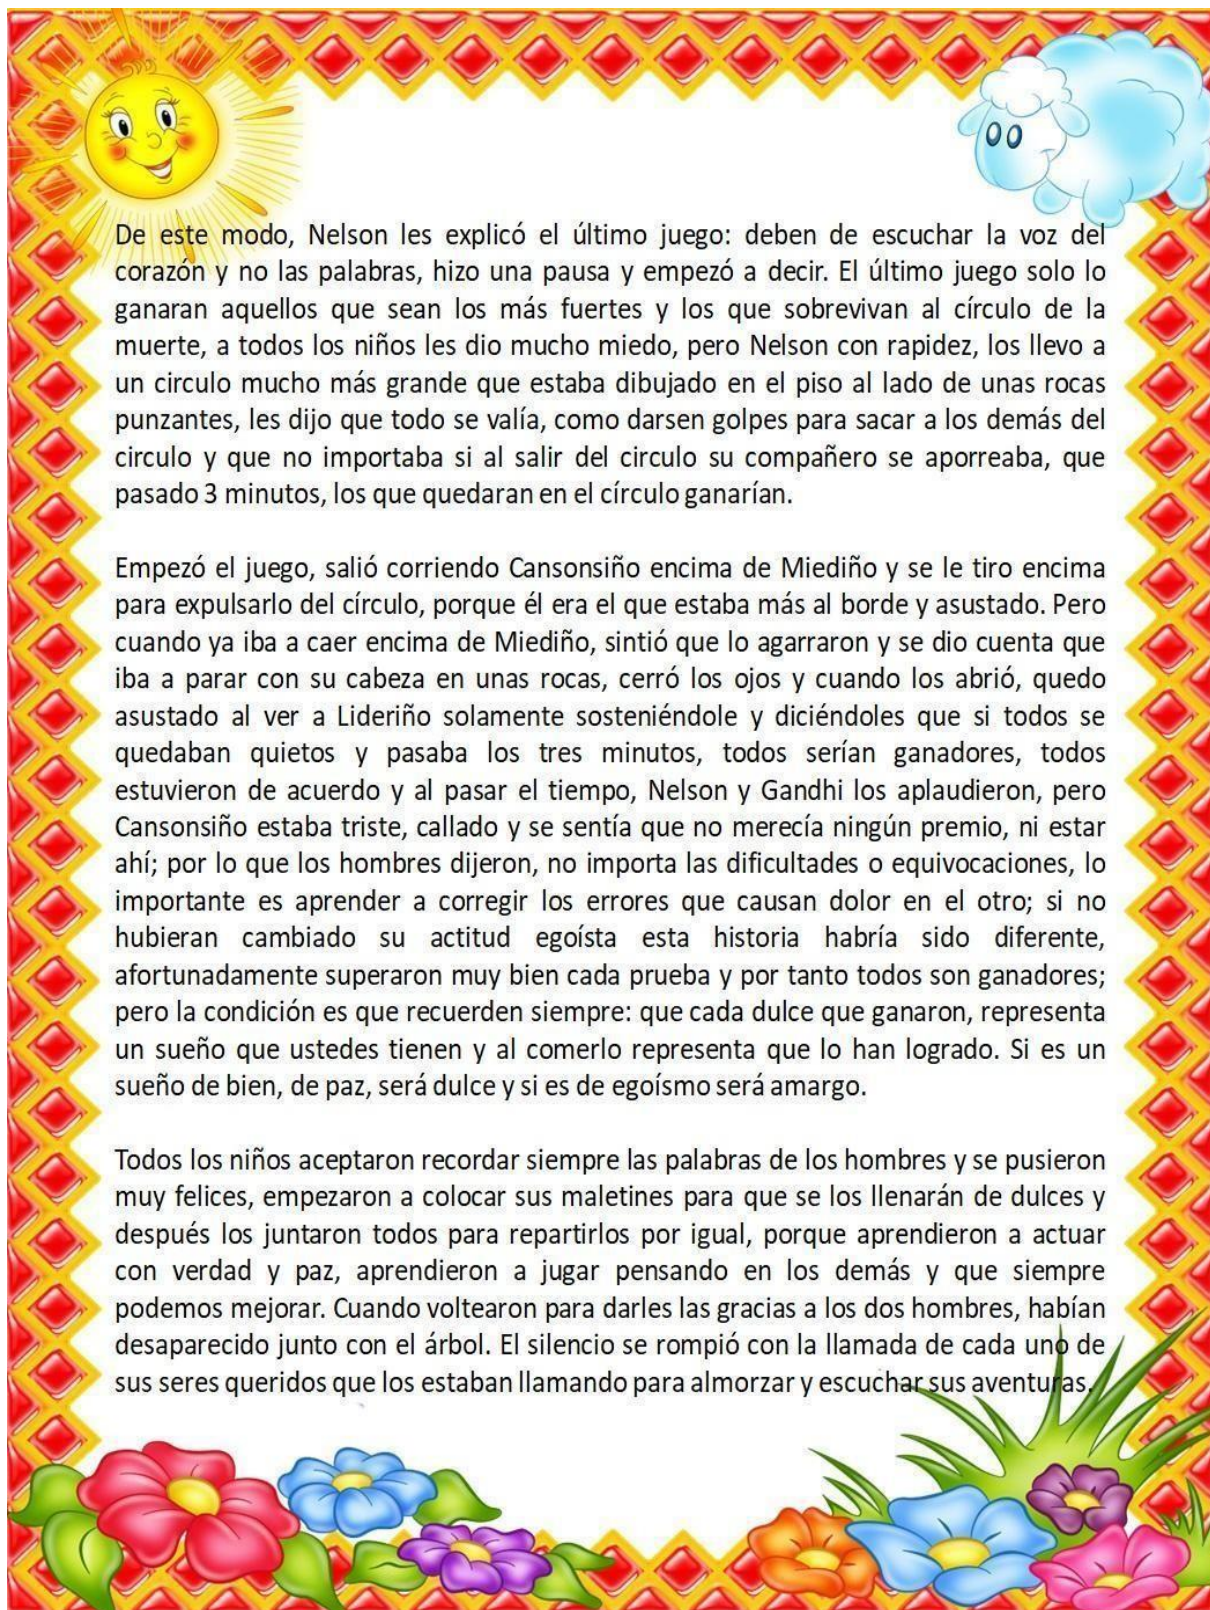 De este modo, Nelson les explicó el último juego: deben de escuchar la voz del
corazón y no las palabras, hizo una pausa y empezó a decir. El último juego solo lo
ganaran aquellos que sean los más fuertes y los que sobrevivan al círculo de la
muerte, a todos los niños les dio mucho miedo, pero Nelson con rapidez, los llevo a
un circulo mucho más grande que estaba dibujado en el piso al lado de unas rocas
punzantes, les dijo que todo se valía, como darsen golpes para sacar a los demás del
circulo y que no importaba si al salir del circulo su compañero se aporreaba, que
pasado 3 minutos, los que quedaran en el círculo ganarían.
Empezó el juego, salió corriendo Cansonsiño encima de Miediño y se le tiro encima
para expulsarlo del círculo, porque él era el que estaba más al borde y asustado. Pero
cuando ya iba a caer encima de Miediño, sintió que lo agarraron y se dio cuenta que
iba a parar con su cabeza en unas rocas, cerró los ojos y cuando los abrió, quedo
asustado al ver a Lideriño solamente sosteniéndole y diciéndoles que si todos se
quedaban quietos y pasaba los tres minutos, todos serían ganadores, todos
estuvieron de acuerdo y al pasar el tiempo, Nelson y Gandhi los aplaudieron, pero
Cansonsiño estaba triste, callado y se sentía que no merecía ningún premio, ni estar
ahí; por lo que los hombres dijeron, no importa las dificultades o equivocaciones, lo
importante es aprender a corregir los errores que causan dolor en el otro; si no
hubieran cambiado su actitud egoísta esta historia habría sido diferente,
afortunadamente superaron muy bien cada prueba y por tanto todos son ganadores;
pero la condición es que recuerden siempre: que cada dulce que ganaron, representa
un sueño que ustedes tienen y al comerlo representa que lo han logrado. Si es un
sueño de bien, de paz, será dulce y si es de egoísmo será amargo.
Todos los niños aceptaron recordar siempre las palabras de los hombres y se pusieron
muy felices, empezaron a colocar sus maletines para que se los llenarán de dulces y
después los juntaron todos para repartirlos por igual, porque aprendieron a actuar
con verdad y paz, aprendieron a jugar pensando en los demás y que siempre
podemos mejorar. Cuando voltearon para darles las gracias a los dos hombres, habían
desaparecido junto con el árbol. El silencio se rompió con la llamada de cada uno de
sus seres queridos que los estaban llamando para almorzar y escuchar sus aventuras.